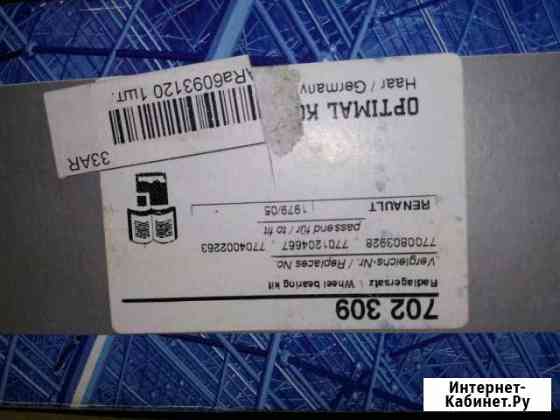 702 309
Radlagersatz \ Wheel bearing kit
Vergleichs-Nr. / Replaces No.
7700803928 · 7701204667 · 7704002263
passend für / to fit
RENAULT 1979/05
OPTIMAL
Haar / Germany
33AR
ARa6093120 1шт.
Интернет-
Кабинет.Ру